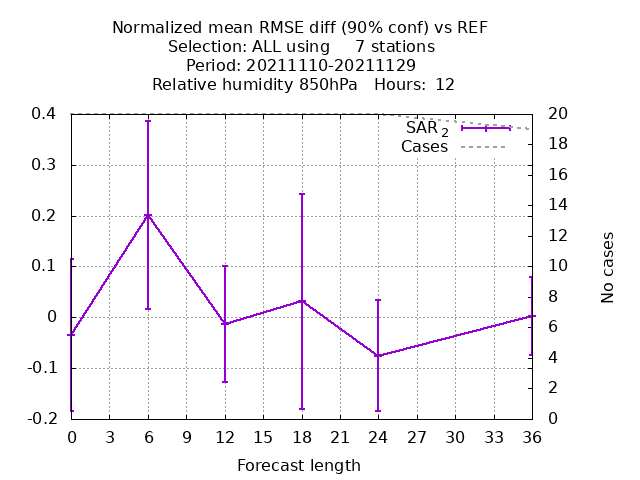 Normalized mean RMSE diff (90% conf) vs REF
Selection: ALL using     7 stations
Period: 20211110-20211129
Relative humidity 850hPa   Hours:  12
0.4
0.3
0.2
0.1
0
-0.1
-0.2
SAR 2
Cases
20
18
16
14
12
10
8
6
4
2
0
No cases
0 3 6 9 12 15 18 21 24 27 30 33 36
Forecast length